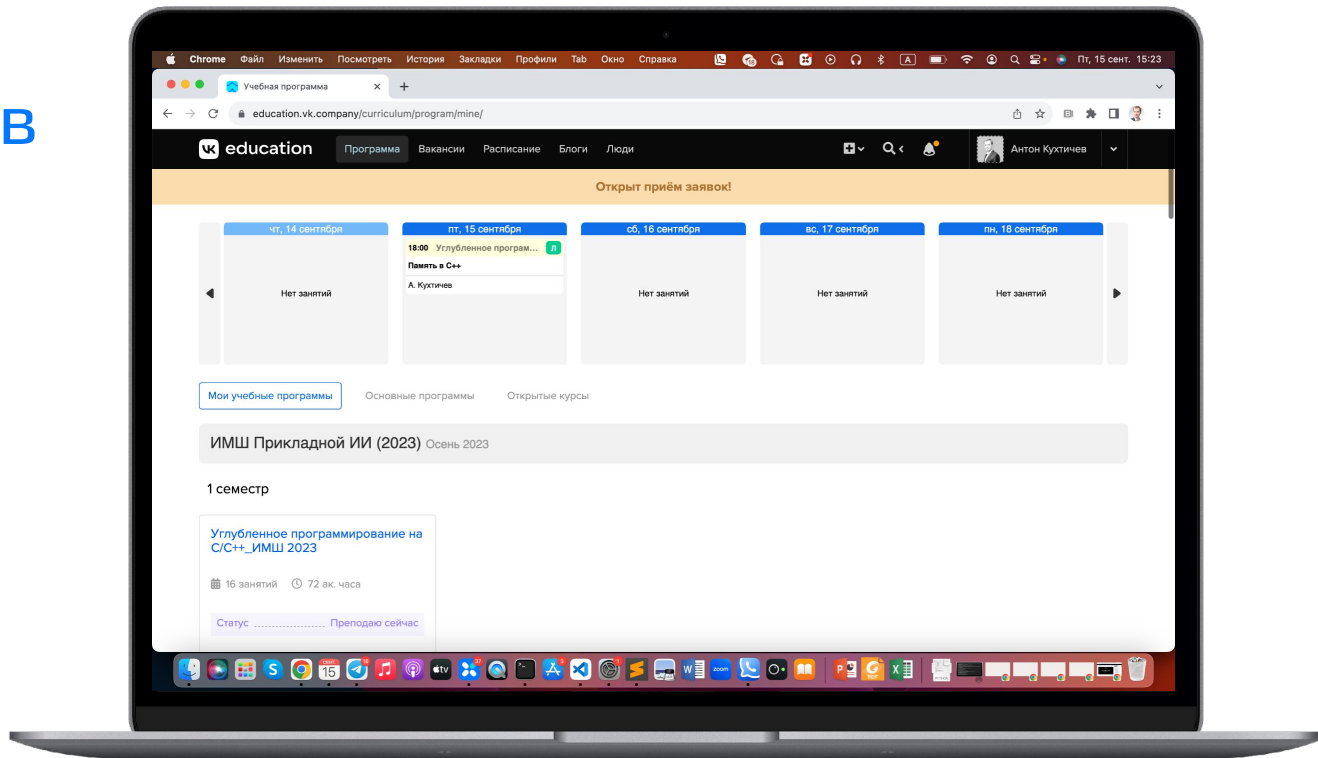 Chrome Файл Изменить Посмотреть История Закладки Профили Tab Окно Справка Пт, 15 сент. 15:23
Учебная программа
education.vk.company/curriculum/program/mine/
В
education Программа Вакансии Расписание Блоги Люди Антон Кухтичев
Открыт приём заявок!
чт, 14 сентября пт, 15 сентября сб, 16 сентября вс, 17 сентября пн, 18 сентября
18:00 Углубленное програм... Л
Память в C++
А. Кухтичев
Нет занятий Нет занятий Нет занятий Нет занятий
Мои учебные программы Основные программы Открытые курсы
ИМШ Прикладной ИИ (2023) Осень 2023
1 семестр
Углубленное программирование на
C/C++_ИМШ 2023
16 занятий 72 ак. часа
Статус Преподаю сейчас